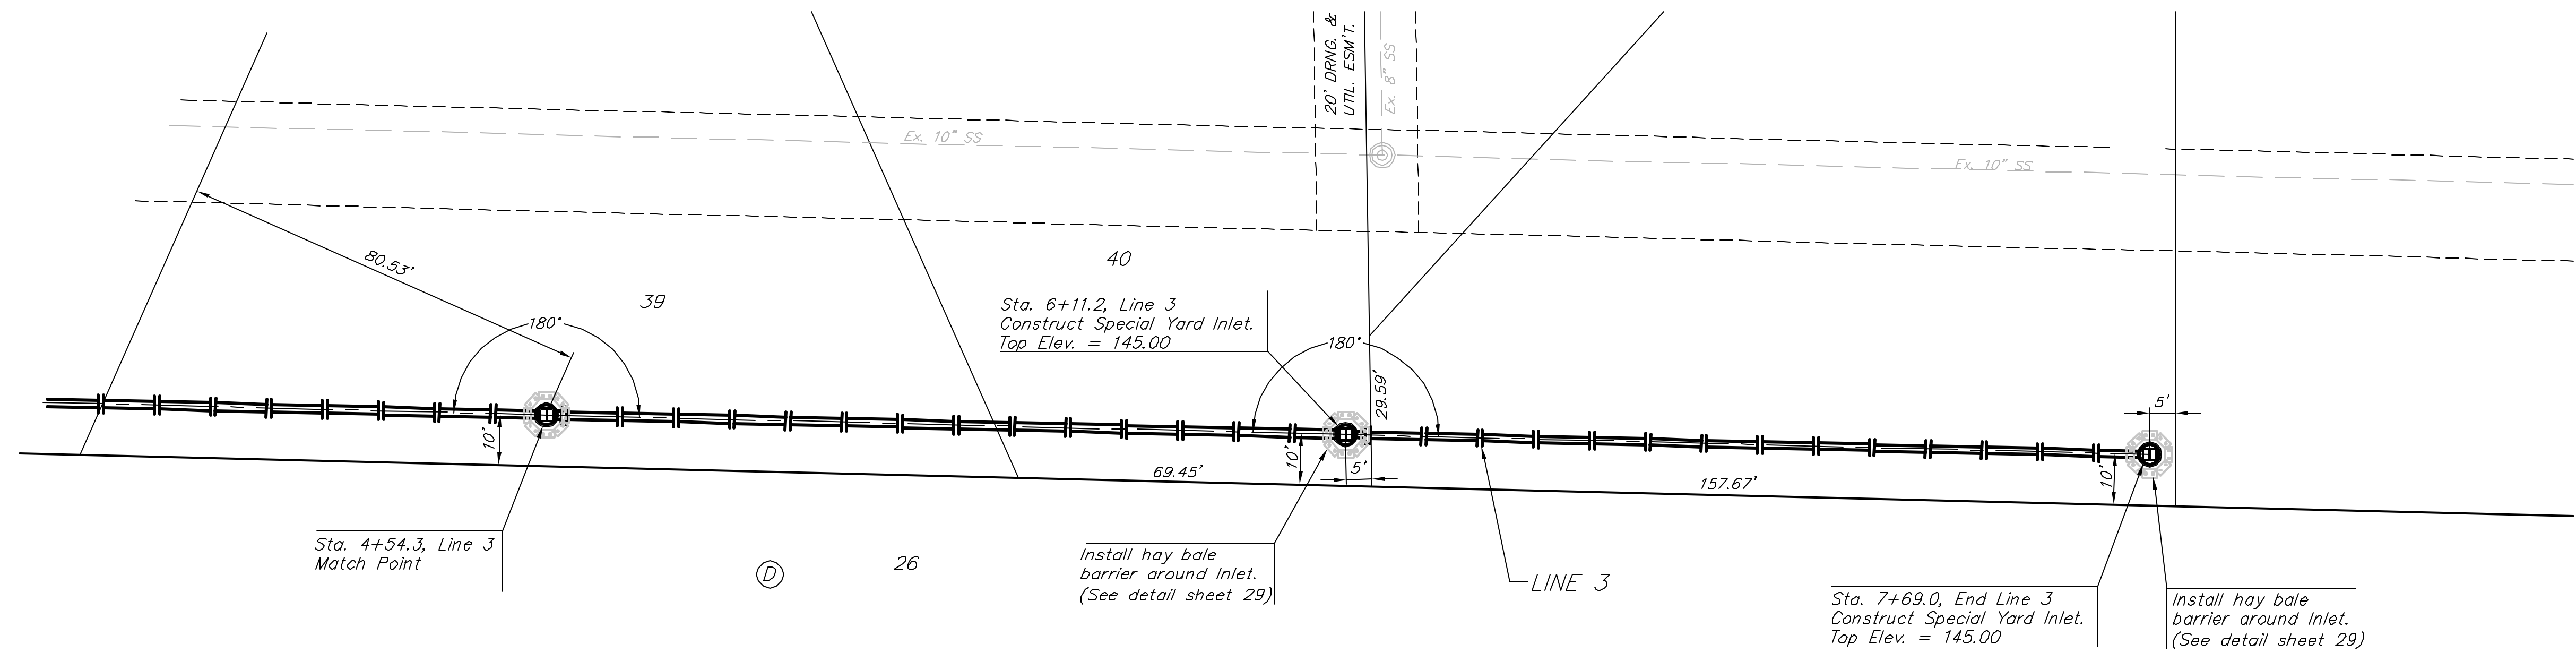 20' DRNG. &
UTIL. ESM'T.
Ex. 8" SS
Ex. 10" SS
Ex. 10" SS
80.53'
39
40
180°
Sta. 6+11.2, Line 3
Construct Special Yard Inlet.
Top Elev. = 145.00
180°
29.59'
5'
10'
10'
5'
10'
69.45'
157.67'
Sta. 4+54.3, Line 3
Match Point
D
26
Install hay bale
barrier around Inlet.
(See detail sheet 29)
LINE 3
Sta. 7+69.0, End Line 3
Construct Special Yard Inlet.
Top Elev. = 145.00
Install hay bale
barrier around Inlet.
(See detail sheet 29)